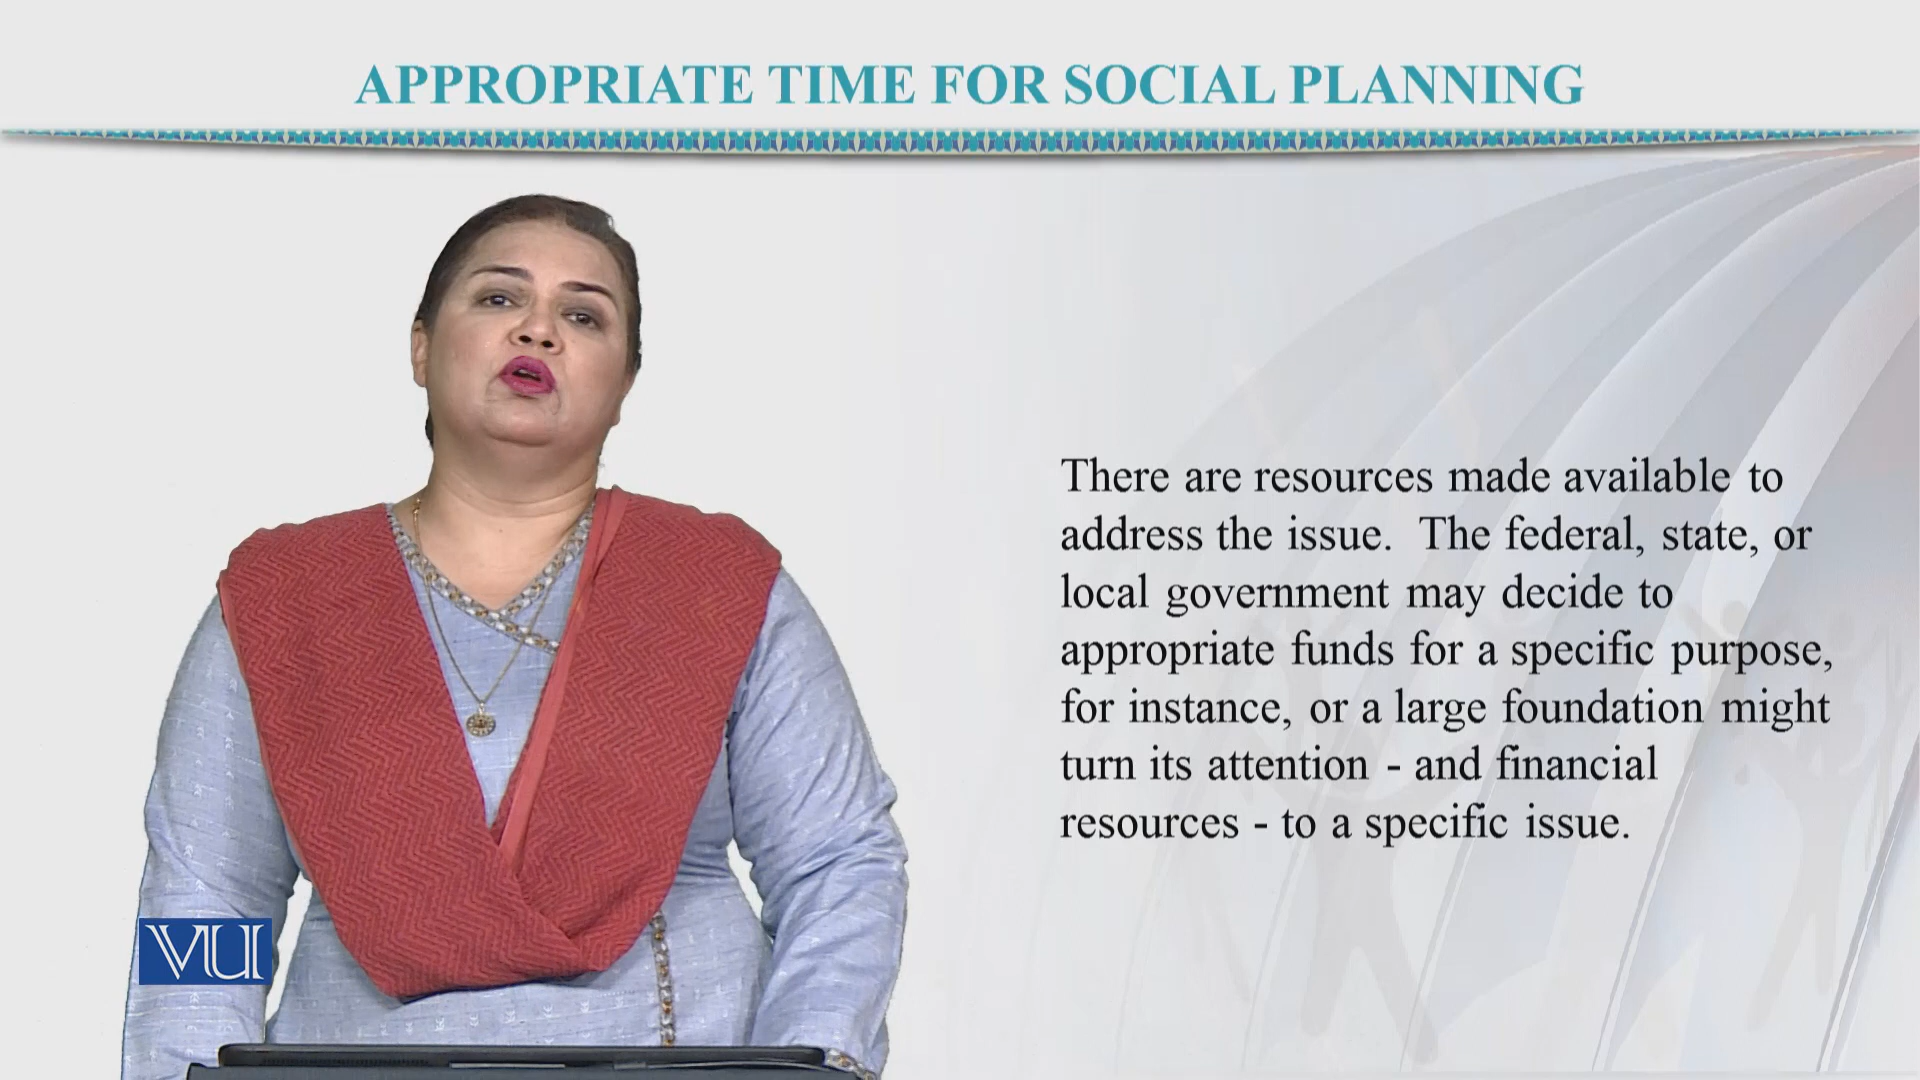 APPROPRIATE TIME FOR SOCIAL PLANNING
There are resources made available to
address the issue.  The federal, state, or
local government may decide to
appropriate funds for a specific purpose,
for instance, or a large foundation might
turn its attention - and financial
resources - to a specific issue.
VU